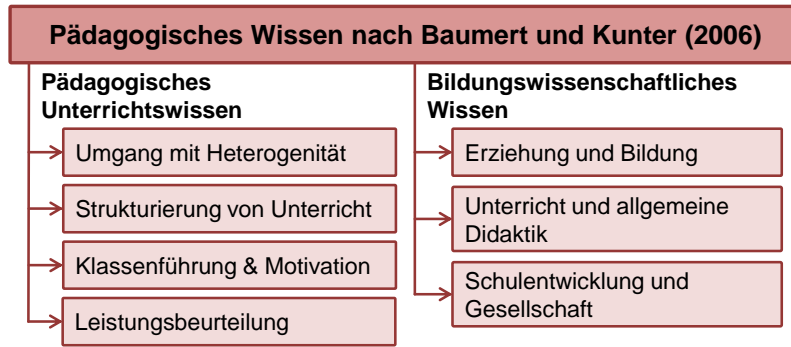 Pädagogisches Wissen nach Baumert und Kunter (2006)
Pädagogisches
Unterrichtswissen
Umgang mit Heterogenität
Strukturierung von Unterricht
Klassenführung & Motivation
Leistungsbeurteilung
Bildungswissenschaftliches
Wissen
Erziehung und Bildung
Unterricht und allgemeine
Didaktik
Schulentwicklung und
Gesellschaft